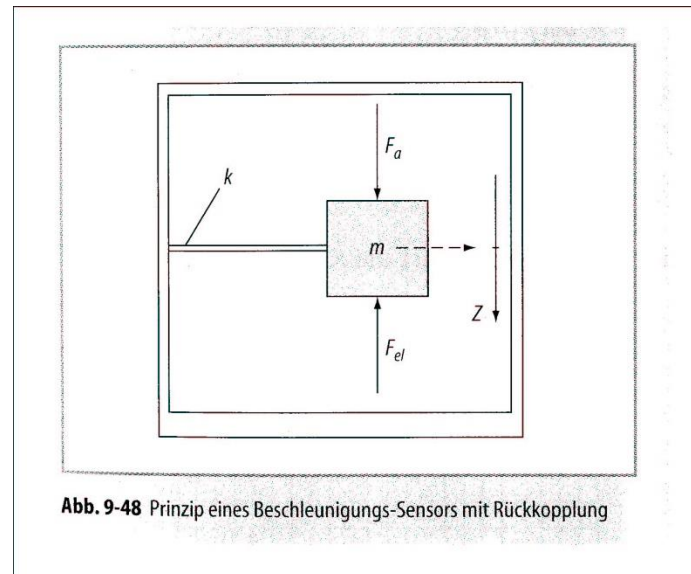 F_a
k
m
Z
F_el
Abb. 9-48 Prinzip eines Beschleunigungs-Sensors mit Rückkopplung